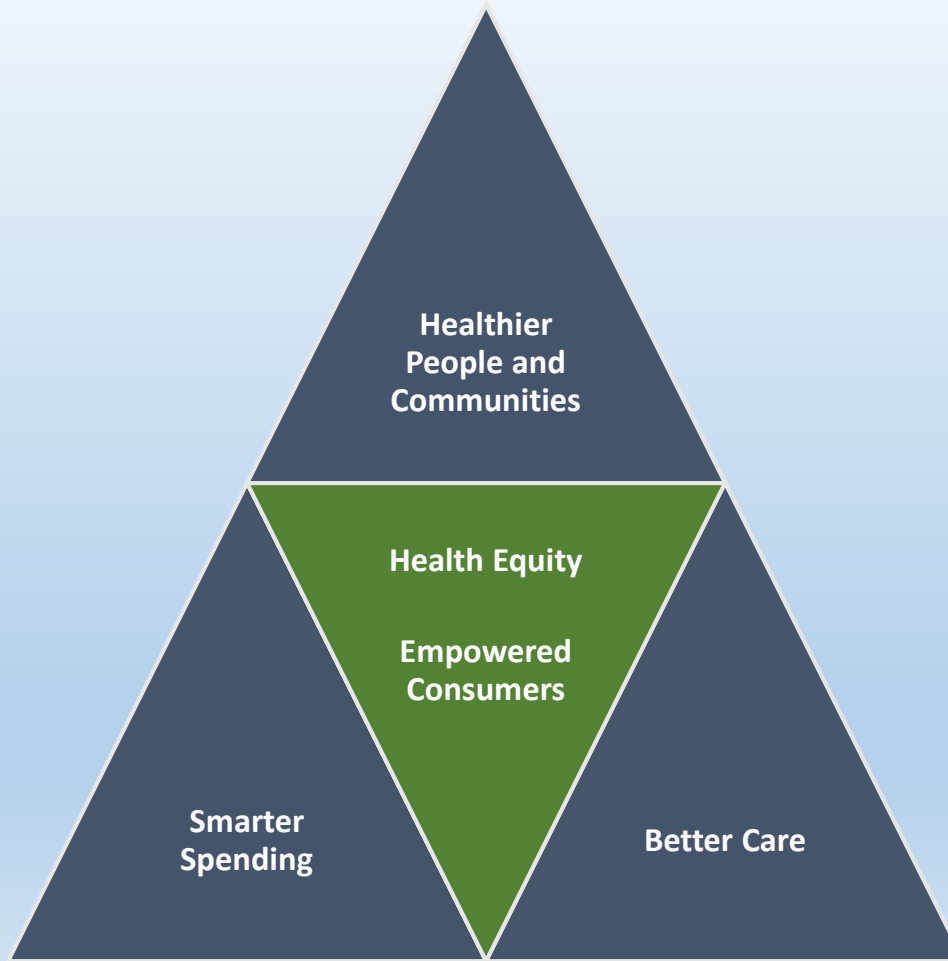 Healthier
People and
Communities
Health Equity
Empowered
Consumers
Smarter
Spending
Better Care